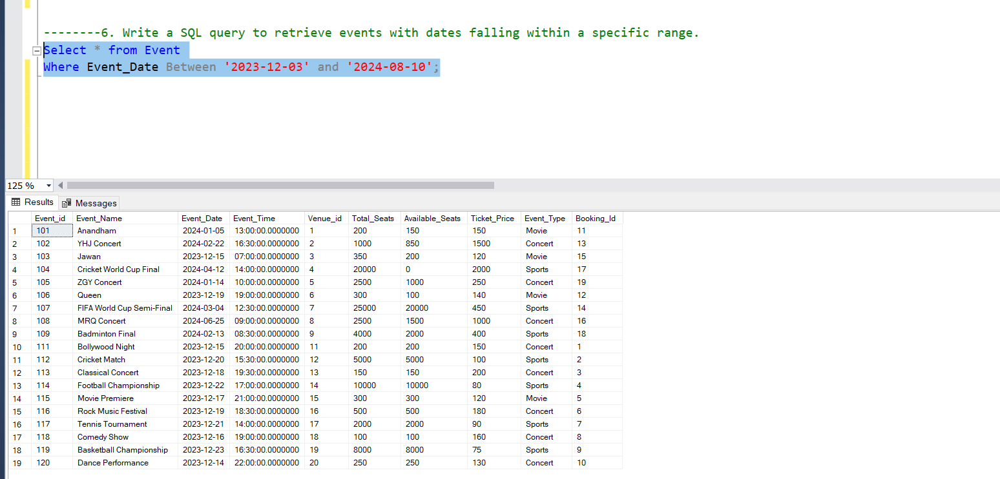 --------6. Write a SQL query to retrieve events with dates falling within a specific range.
Select * from Event
Where Event_Date Between '2023-12-03' and '2024-08-10';
125 %
Results Messages
Event_id Event_Name Event_Date Event_Time Venue_id Total_Seats Available_Seats Ticket_Price Event_Type Booking_Id
1 101 Anandham 2024-01-05 13:00:00.0000000 1 200 150 150 Movie 11
2 102 YHJ Concert 2024-02-22 16:30:00.0000000 2 1000 850 1500 Concert 13
3 103 Jawan 2023-12-15 07:00:00.0000000 3 350 200 120 Movie 15
4 104 Cricket World Cup Final 2024-04-12 14:00:00.0000000 4 20000 0 2000 Sports 17
5 105 ZGY Concert 2024-01-14 10:00:00.0000000 5 2500 1000 250 Concert 19
6 106 Queen 2023-12-19 19:00:00.0000000 6 300 100 140 Movie 12
7 107 FIFA World Cup Semi-Final 2024-03-04 12:30:00.0000000 7 25000 20000 450 Sports 14
8 108 MRQ Concert 2024-06-25 09:00:00.0000000 8 2500 1500 1000 Concert 16
9 109 Badminton Final 2024-02-13 08:30:00.0000000 9 4000 2000 400 Sports 18
10 111 Bollywood Night 2023-12-15 20:00:00.0000000 11 200 200 150 Concert 1
11 112 Cricket Match 2023-12-20 15:30:00.0000000 12 5000 5000 100 Sports 2
12 113 Classical Concert 2023-12-18 19:30:00.0000000 13 150 150 200 Concert 3
13 114 Football Championship 2023-12-22 17:00:00.0000000 14 10000 10000 80 Sports 4
14 115 Movie Premiere 2023-12-17 21:00:00.0000000 15 300 300 120 Movie 5
15 116 Rock Music Festival 2023-12-19 18:30:00.0000000 16 500 500 180 Concert 6
16 117 Tennis Tournament 2023-12-21 14:00:00.0000000 17 2000 2000 90 Sports 7
17 118 Comedy Show 2023-12-16 19:00:00.0000000 18 100 100 160 Concert 8
18 119 Basketball Championship 2023-12-23 16:30:00.0000000 19 8000 8000 75 Sports 9
19 120 Dance Performance 2023-12-14 22:00:00.0000000 20 250 250 130 Concert 10